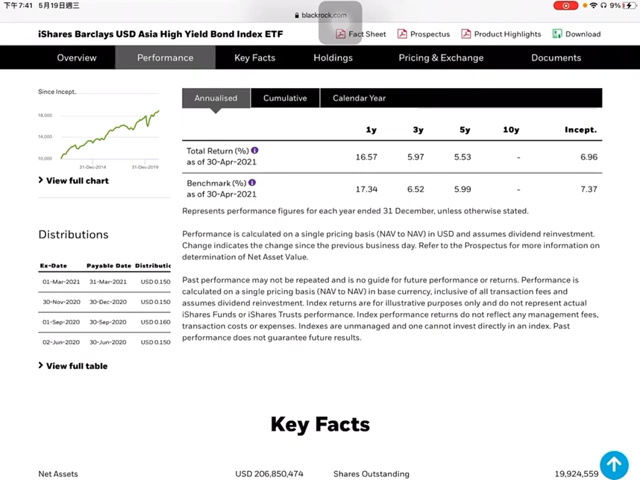 下午7:41 5月19日週三
9%
blackrock.com
iShares Barclays USD Asia High Yield Bond Index ETF
Fact Sheet Prospectus Product Highlights Download
Overview Performance Key Facts Holdings Pricing & Exchange Documents
Since Incept.
18,000
14,000
10,000
31-Dec-2014 31-Dec-2019
View full chart
Distributions
Ex-Date Payable Date Distributic
01-Mar-2021 31-Mar-2021 USD 0.150
30-Nov-2020 30-Dec-2020 USD 0.150
01-Sep-2020 30-Sep-2020 USD 0.160
02-Jun-2020 30-Jun-2020 USD 0.150
View full table
Annualised Cumulative Calendar Year
1y 3y 5y 10y Incept.
Total Return (%)
as of 30-Apr-2021 16.57 5.97 5.53 - 6.96
Benchmark (%)
as of 30-Apr-2021 17.34 6.52 5.99 - 7.37
Represents performance figures for each year ended 31 December, unless otherwise stated.
Performance is calculated on a single pricing basis (NAV to NAV) in USD and assumes dividend reinvestment.
Change indicates the change since the previous business day. Refer to the Prospectus for more information on
determination of Net Asset Value.
Past performance may not be repeated and is no guide for future performance or returns. Performance is
calculated on a single pricing basis (NAV to NAV) in base currency, inclusive of all transaction fees and
assumes dividend reinvestment. Index returns are for illustrative purposes only and do not represent actual
iShares Funds or iShares Trusts performance. Index performance returns do not reflect any management fees,
transaction costs or expenses. Indexes are unmanaged and one cannot invest directly in an index. Past
performance does not guarantee future results.
Key Facts
Net Assets USD 206,850,474 Shares Outstanding 19,924,559